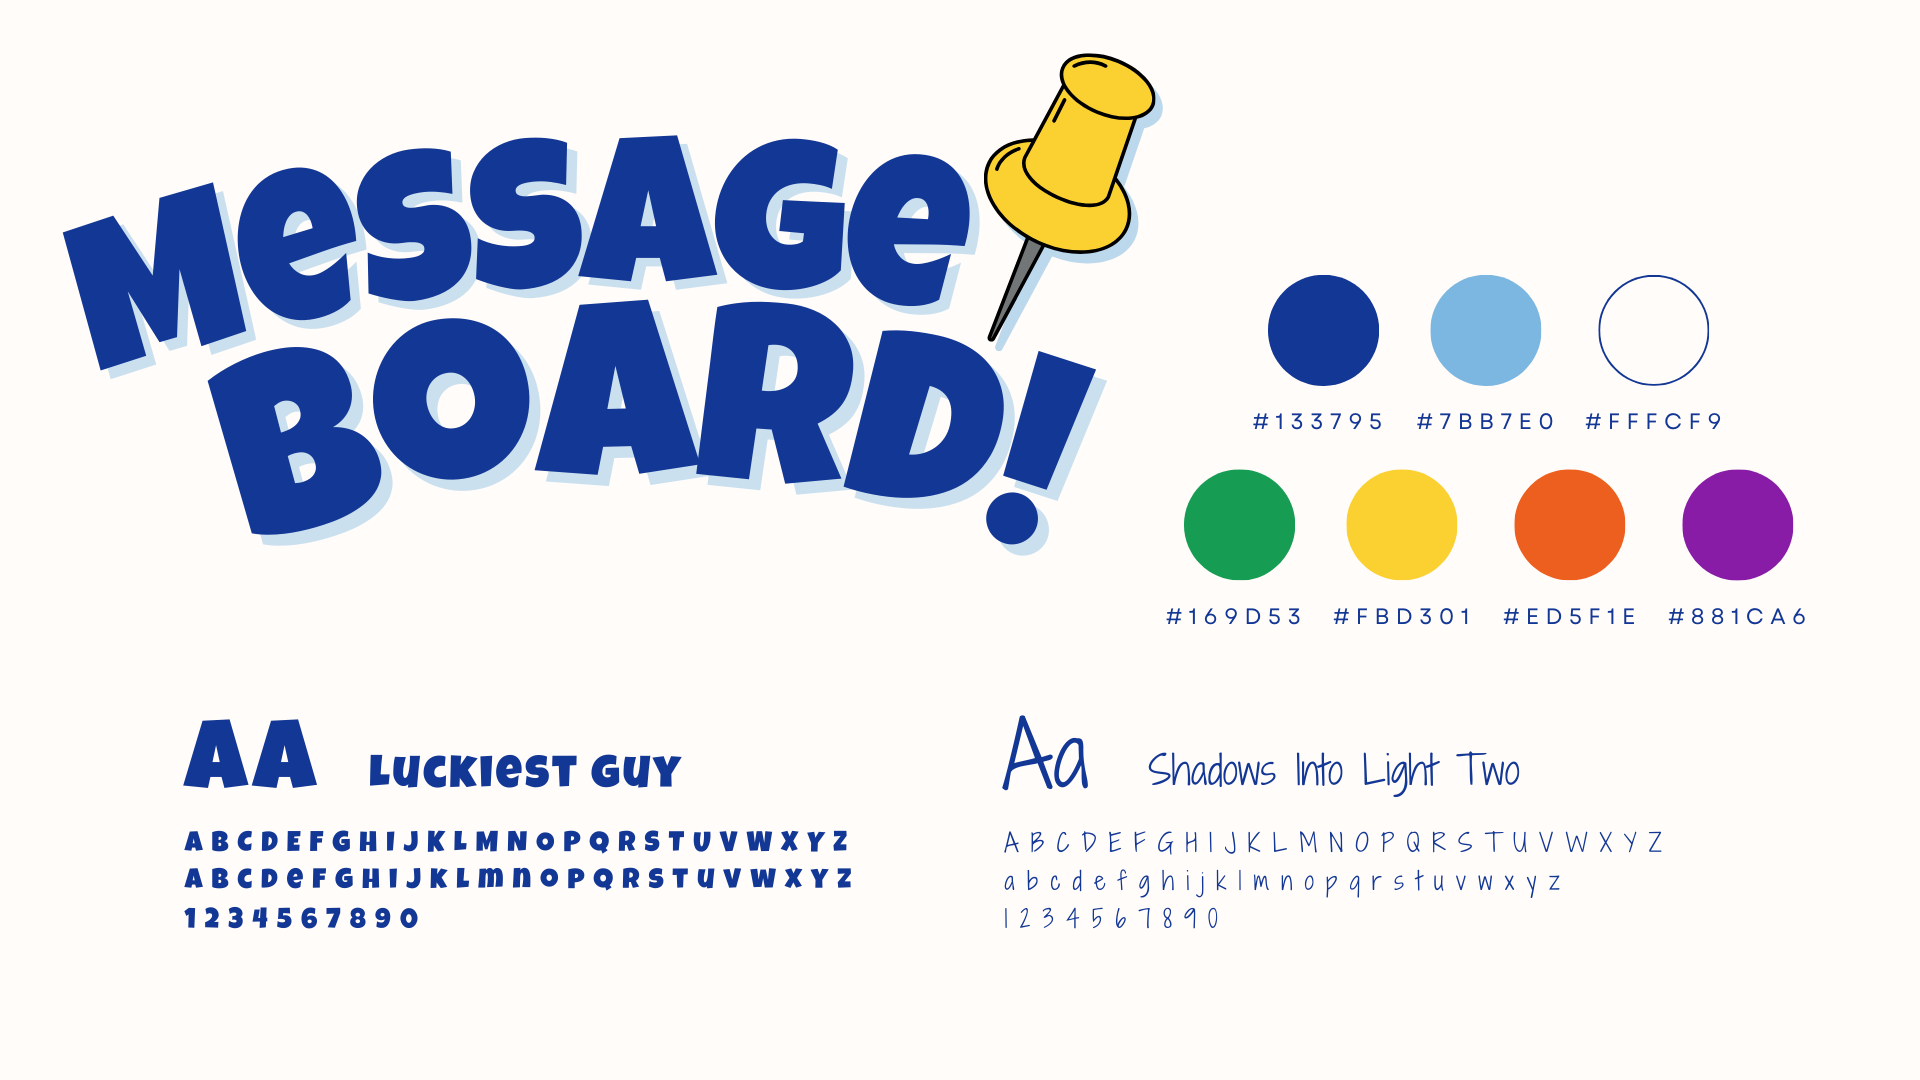 MeSSAGe
BOARD!
#133795 #7BB7E0 #FFFCF9
#169D53 #FBD301 #ED5F1E #881CA6
AA LuCKIeST GuY
A B C D E F G H I J K L M N O P Q R S T U V W X Y Z
A B C D e F G H I J K L m n O P Q R S T u V W X Y Z
1 2 3 4 5 6 7 8 9 0
Aa Shadows Into Light Two
A B C D E F G H I J K L M N O P Q R S T U V W X Y Z
a b c d e f g h i j k l m n o p q r s t u v w x y z
1 2 3 4 5 6 7 8 9 0